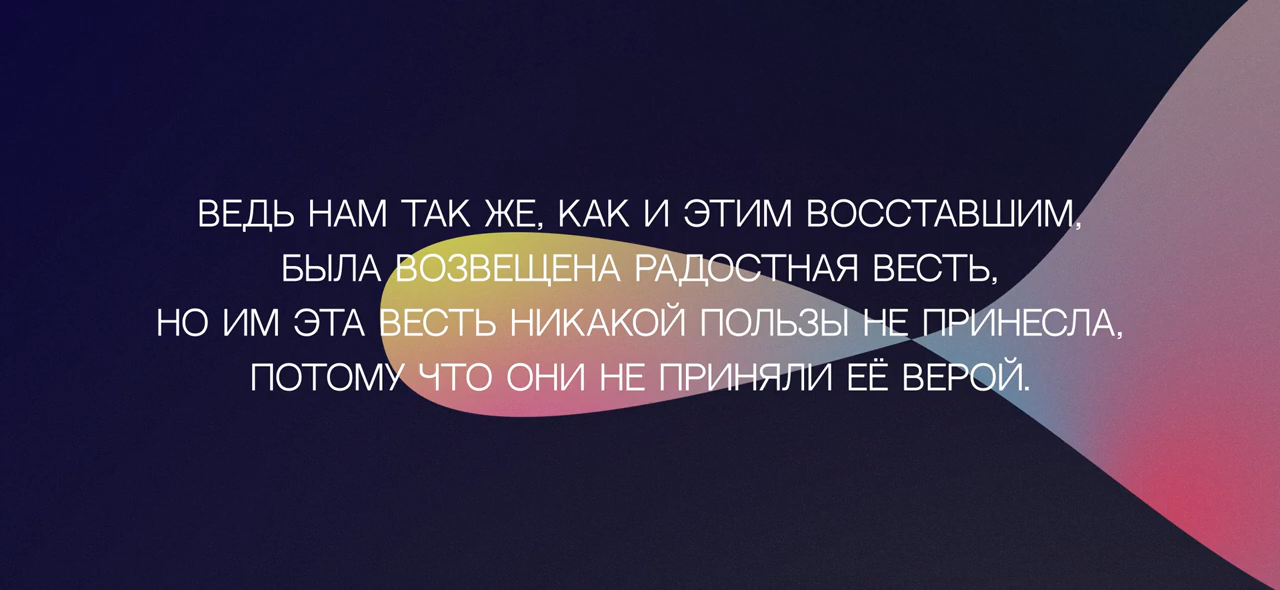 ВЕДЬ НАМ ТАК ЖЕ, КАК И ЭТИМ ВОССТАВШИМ,
БЫЛА ВОЗВЕЩЕНА РАДОСТНАЯ ВЕСТЬ,
НО ИМ ЭТА ВЕСТЬ НИКАКОЙ ПОЛЬЗЫ НЕ ПРИНЕСЛА,
ПОТОМУ ЧТО ОНИ НЕ ПРИНЯЛИ ЕЁ ВЕРОЙ.